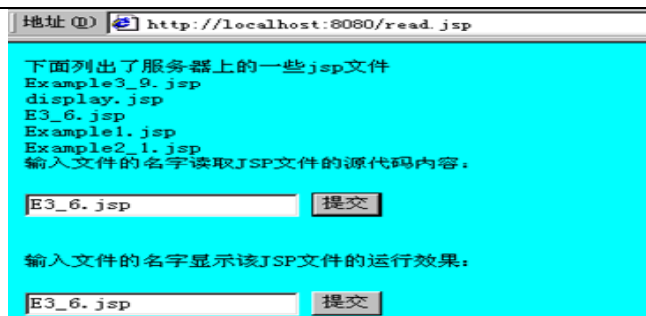 地址(D) http://localhost:8080/read.jsp
下面列出了服务器上的一些jsp文件
Example3_9.jsp
display.jsp
E3_6.jsp
Example1.jsp
Example2_1.jsp
输入文件的名字读取JSP文件的源代码内容:
E3_6.jsp 提交
输入文件的名字显示该JSP文件的运行效果:
E3_6.jsp 提交